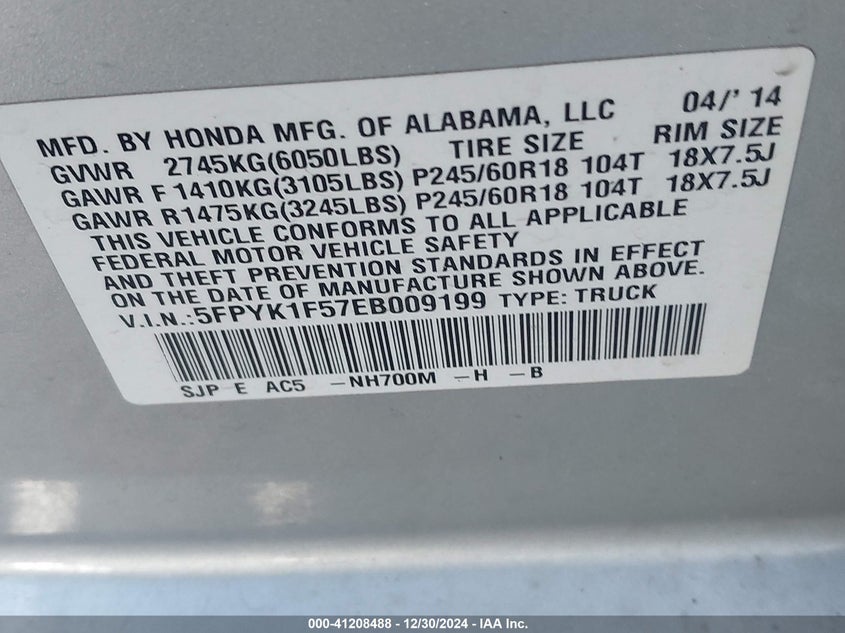 MFD. BY HONDA MFG. OF ALABAMA, LLC 04/' 14
GVWR 2745KG(6050LBS) TIRE SIZE RIM SIZE
GAWR F 1410KG(3105LBS) P245/60R18 104T 18X7.5J
GAWR R1475KG(3245LBS) P245/60R18 104T 18X7.5J
THIS VEHICLE CONFORMS TO ALL APPLICABLE
FEDERAL MOTOR VEHICLE SAFETY
AND THEFT PREVENTION STANDARDS IN EFFECT
ON THE DATE OF MANUFACTURE SHOWN ABOVE.
V.I.N.:5FPYK1F57EB009199 TYPE: TRUCK
SJP E AC5 -NH700M -H -B
000-41208488 - 12/30/2024 - IAA Inc.